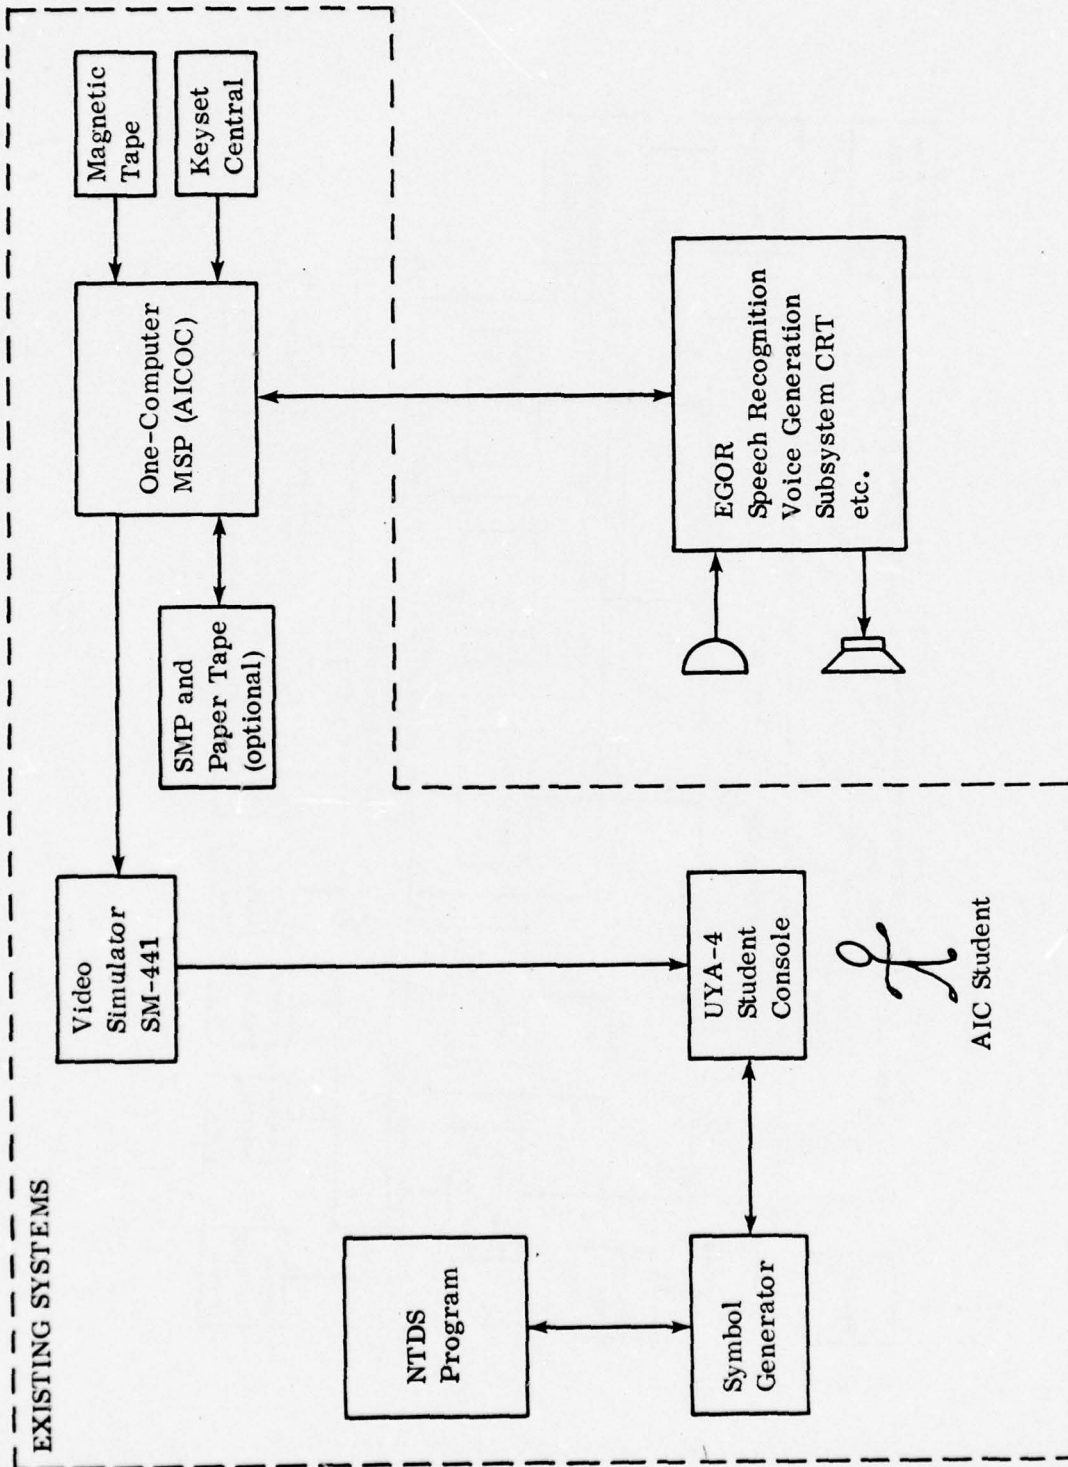 EXISTING SYSTEMS
NTDS
Program
Symbol
Generator
Video
Simulator
SM-441
UYA-4
Student
Console
AIC Student
SMP and
Paper Tape
(optional)
One-Computer
MSP (AICOC)
Magnetic
Tape
Keyset
Central
EGOR
Speech Recognition
Voice Generation
Subsystem CRT
etc.